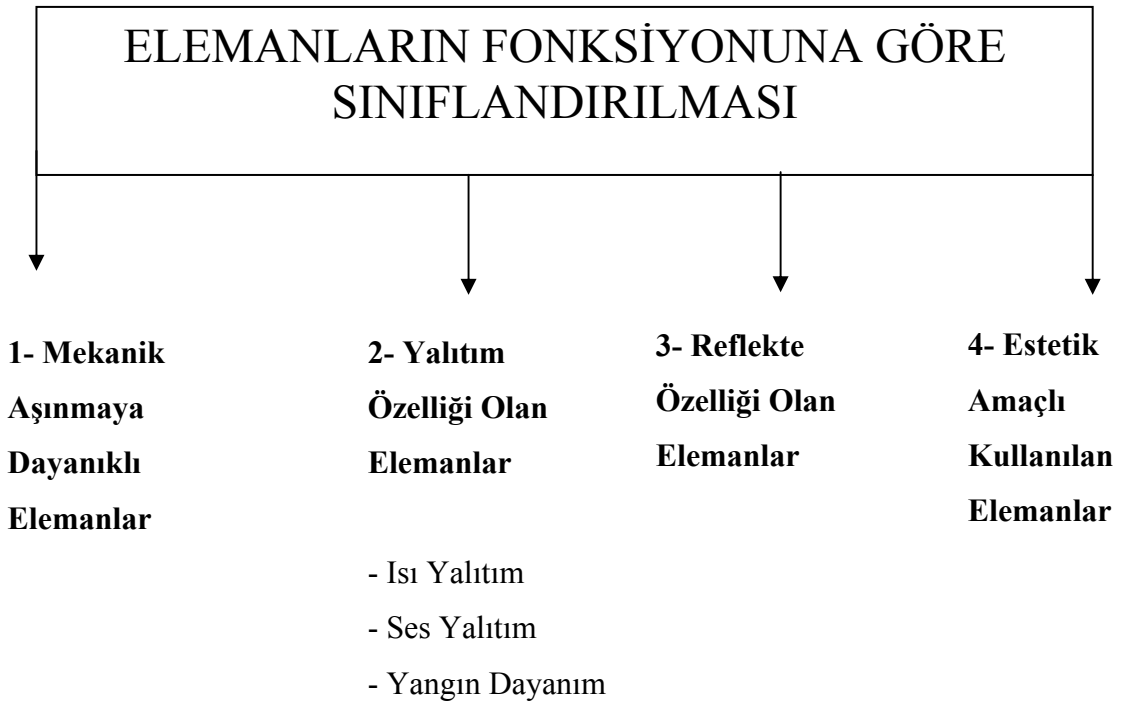 ELEMANLARIN FONKSİYONUNA GÖRE
SINIFLANDIRILMASI
1- Mekanik
Aşınmaya
Dayanıklı
Elemanlar
2- Yalıtım
Özelliği Olan
Elemanlar
- Isı Yalıtım
- Ses Yalıtım
- Yangın Dayanım
3- Reflekte
Özelliği Olan
Elemanlar
4- Estetik
Amaçlı
Kullanılan
Elemanlar